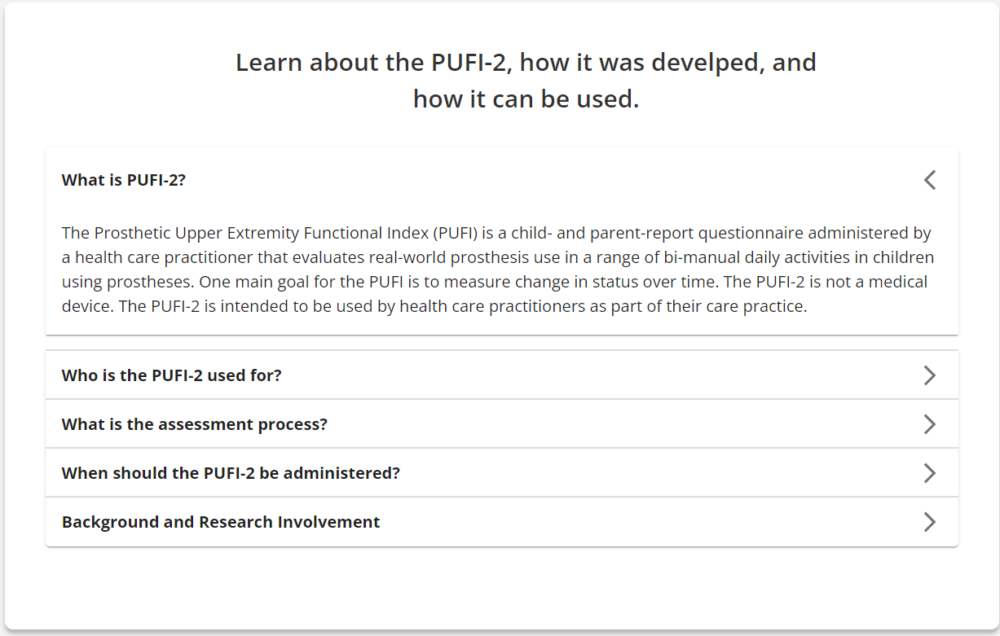 Learn about the PUFI-2, how it was develped, and
how it can be used.
What is PUFI-2?
The Prosthetic Upper Extremity Functional Index (PUFI) is a child- and parent-report questionnaire administered by
a health care practitioner that evaluates real-world prosthesis use in a range of bi-manual daily activities in children
using prostheses. One main goal for the PUFI is to measure change in status over time. The PUFI-2 is not a medical
device. The PUFI-2 is intended to be used by health care practitioners as part of their care practice.
Who is the PUFI-2 used for?
What is the assessment process?
When should the PUFI-2 be administered?
Background and Research Involvement